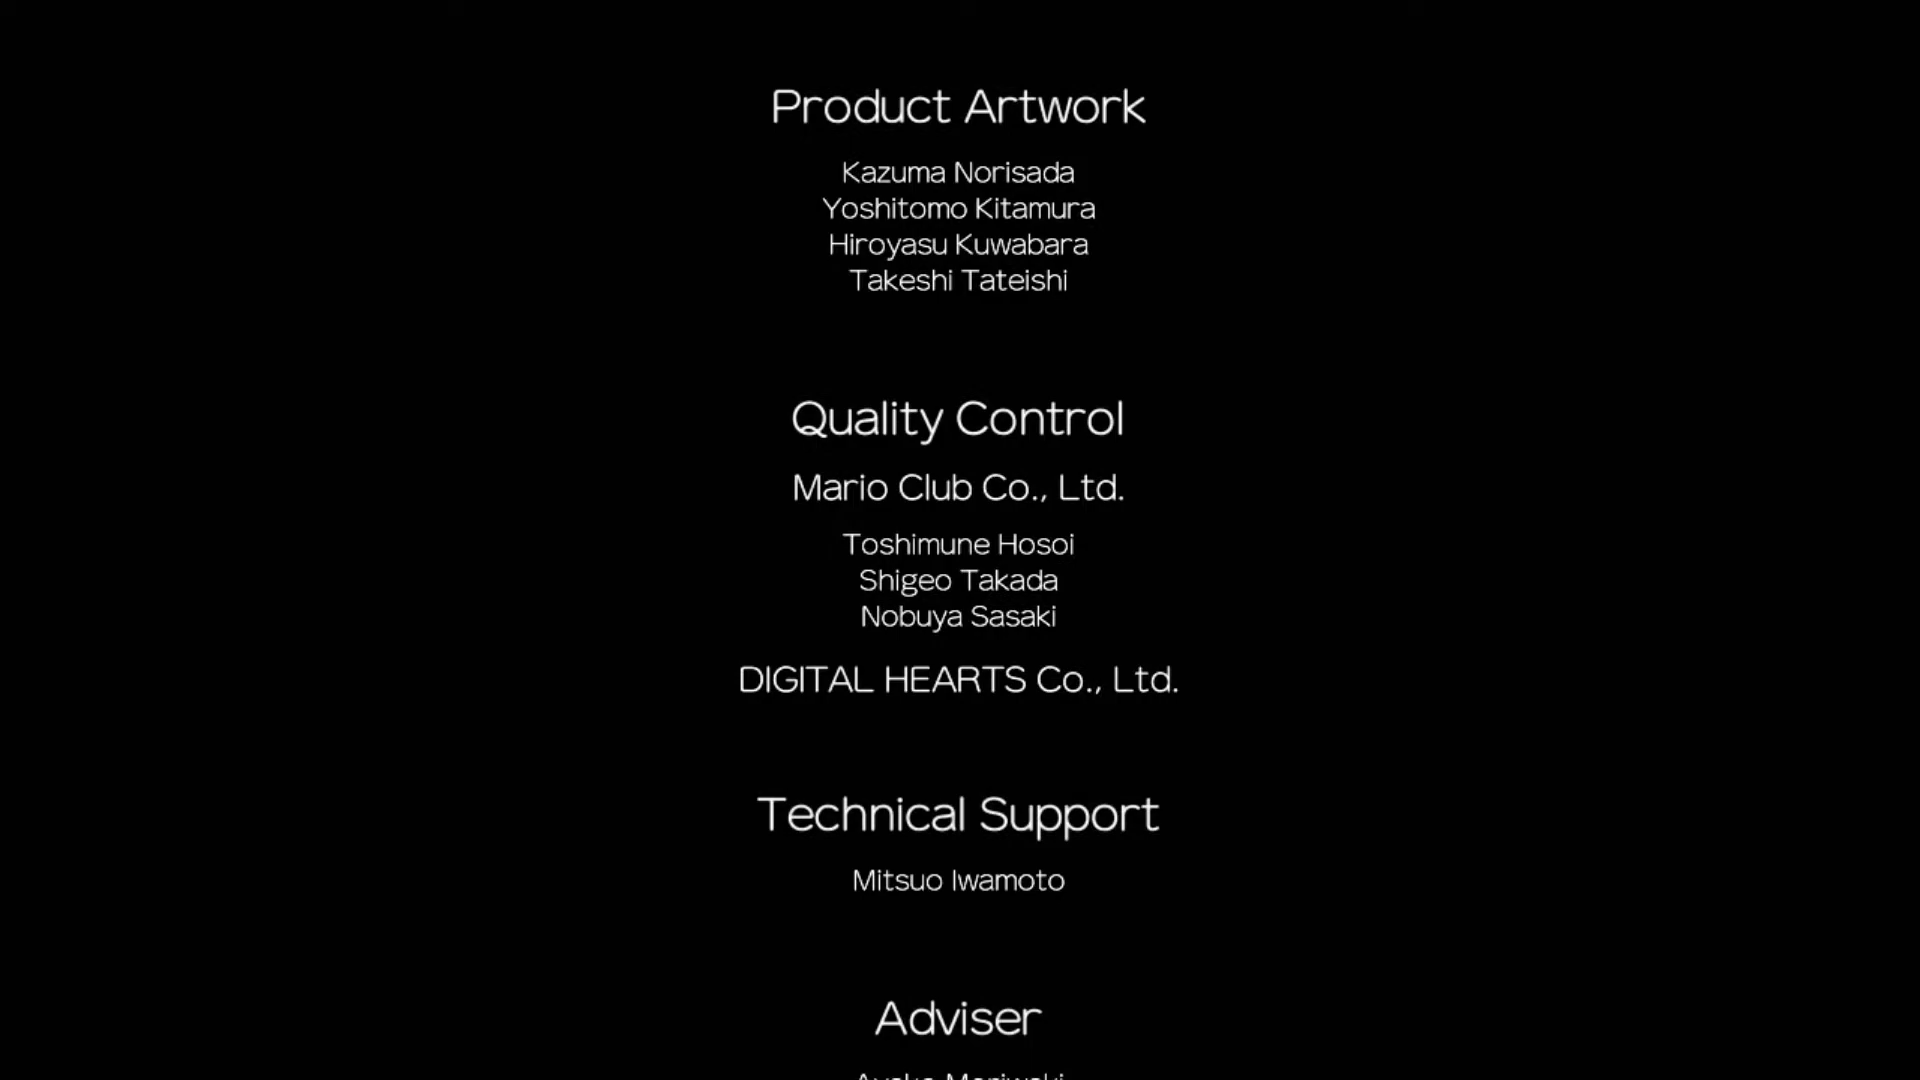 Product Artwork
Kazuma Norisada
Yoshitomo Kitamura
Hiroyasu Kuwabara
Takeshi Tateishi
Quality Control
Mario Club Co., Ltd.
Toshimune Hosoi
Shigeo Takada
Nobuya Sasaki
DIGITAL HEARTS Co., Ltd.
Technical Support
Mitsuo Iwamoto
Adviser